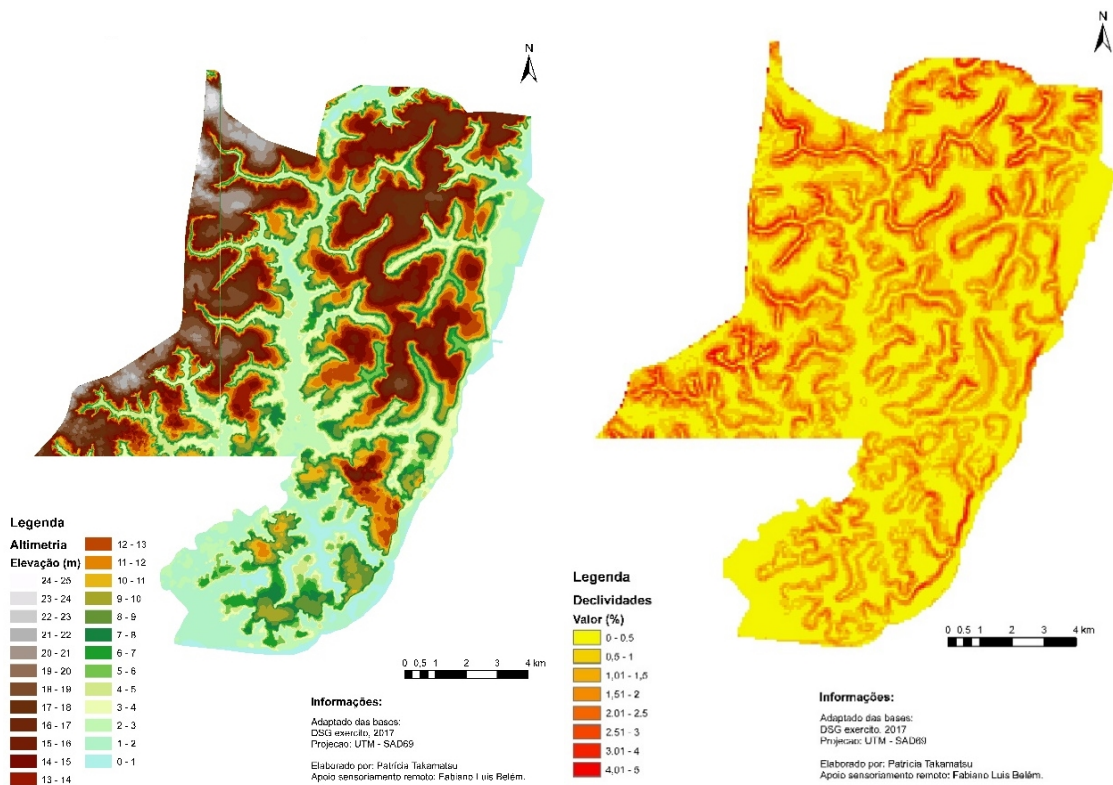 N
Legenda
Altimetria
Elevação (m)
24 - 25
23 - 24
22 - 23
21 - 22
20 - 21
19 - 20
18 - 19
17 - 18
16 - 17
15 - 16
14 - 15
13 - 14
12 - 13
11 - 12
10 - 11
9 - 10
8 - 9
7 - 8
6 - 7
5 - 6
4 - 5
3 - 4
2 - 3
1 - 2
0 - 1
0 0,5 1 2 3 4 km
Informações:
Adaptado das bases:
DSG exercito, 2017
Projecao: UTM - SAD69
Elaborado por: Patrícia Takamatsu
Apoio sensoriamento remoto: Fabiano Luis Belém.
N
Legenda
Declividades
Valor (%)
0 - 0.5
0,5 - 1
1,01 - 1,5
1,51 - 2
2.01 - 2.5
2.51 - 3
3,01 - 4
4,01 - 5
0 0.5 1 2 3 4 km
Informações:
Adaptado das bases:
DSG exercito, 2017
Projecao: UTM - SAD69
Elaborado por: Patricia Takamatsu
Apoio sensoriamento remoto: Fabiano Luis Belém.